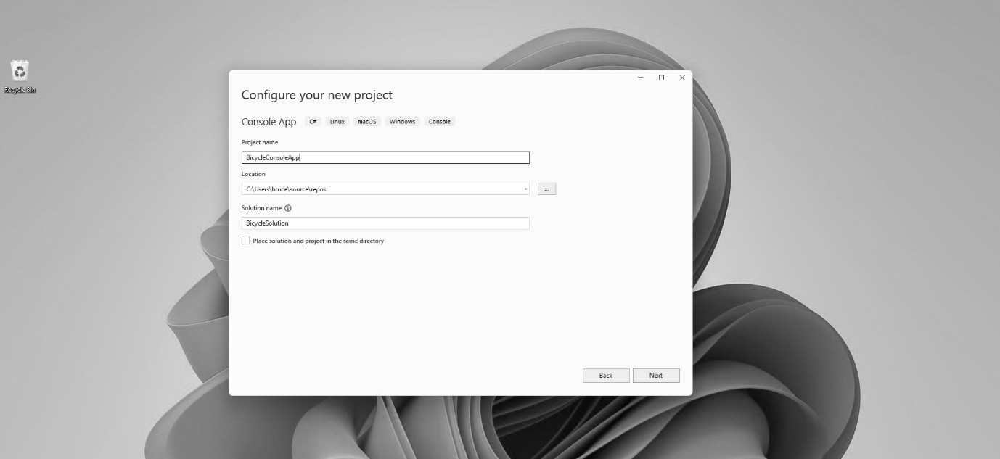 Recycle Bin
Configure your new project
Console App C# Linux macOS Windows Console
Project name
BicycleConsoleApp
Location
C:\Users\bruce\source\repos
...
Solution name
BicycleSolution
Place solution and project in the same directory
Back Next